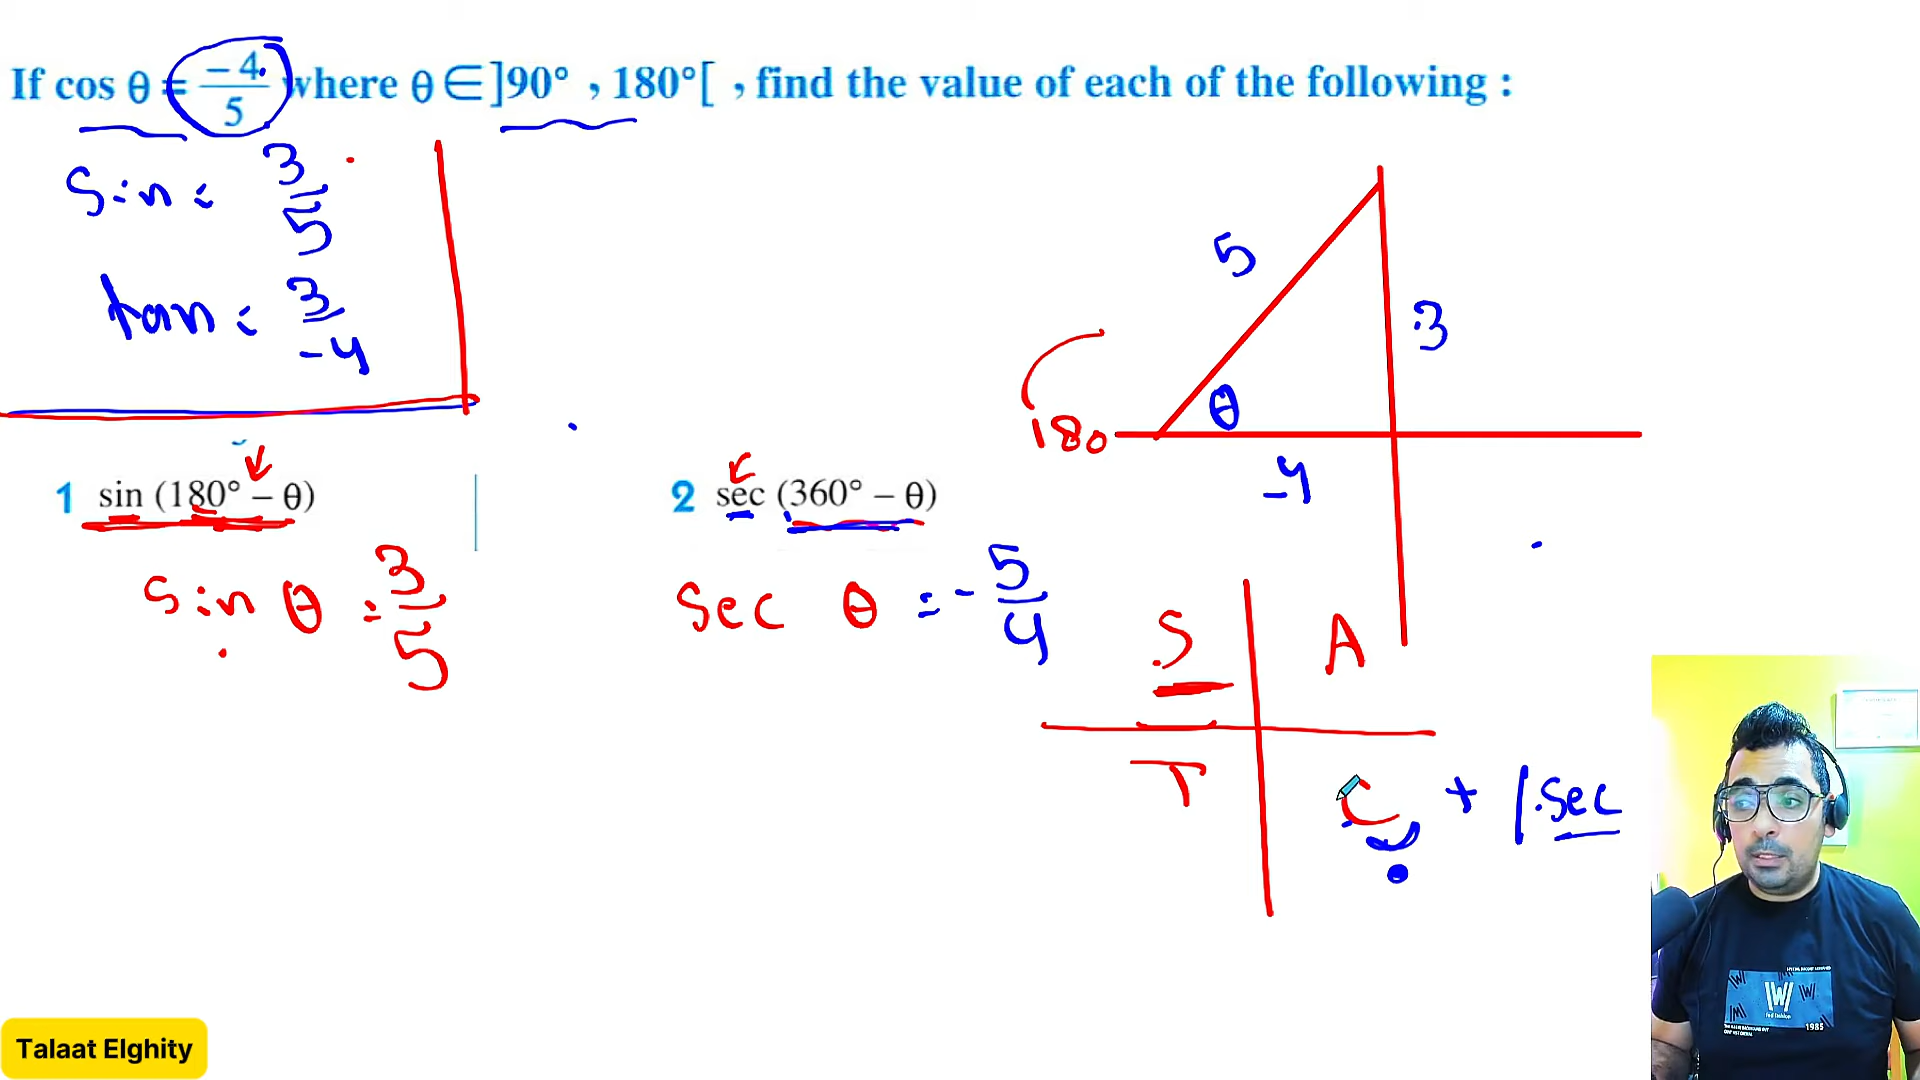 If cos θ = -4/5 where θ ∈ ]90° , 180°[ , find the value of each of the following :
sin = 3/5
tan = 3/-4
5
3
θ
180
-4
1 sin (180° – θ)
2 sec (360° – θ)
sin θ = 3/5
sec θ = - 5/4
S A
T C + / sec
W
1985
Talaat Elghity